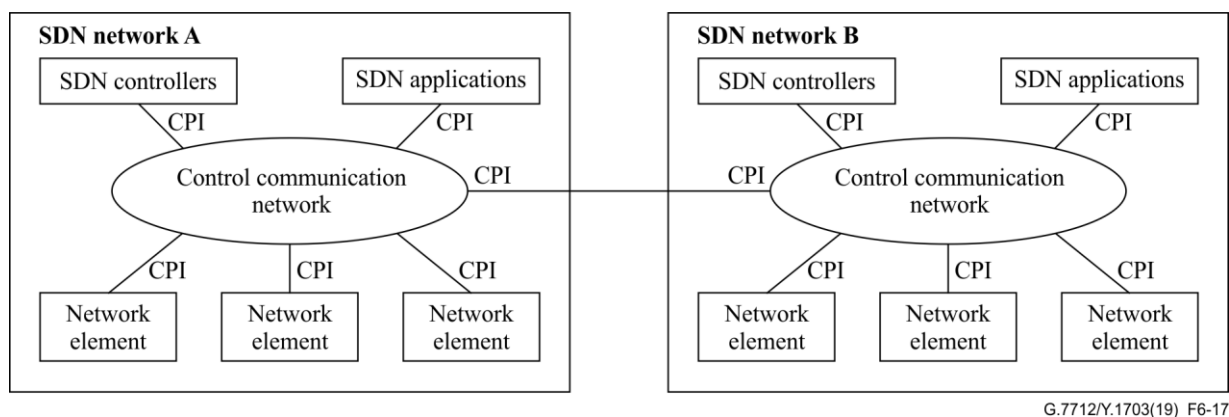 SDN network A
SDN controllers
SDN applications
CPI
CPI
Control communication
network
CPI
CPI
CPI
CPI
Network
element
Network
element
Network
element
SDN network B
SDN controllers
SDN applications
CPI
CPI
CPI
Control communication
network
CPI
CPI
CPI
Network
element
Network
element
Network
element
G.7712/Y.1703(19)_F6-17